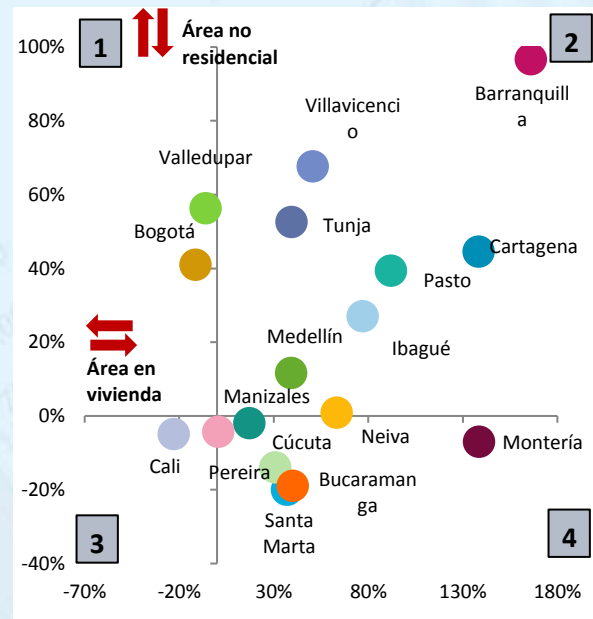 1
Área no
residencial
2
100%
Barranquill
a
Villavicenci
o
80%
Valledupar
60%
Bogotá
Tunja
Cartagena
40%
Pasto
20%
Medellín
Ibagué
Área en
vivienda
Manizales
0%
Cúcuta
Neiva
Montería
Cali
Pereira
Bucaraman
ga
-20%
Santa
Marta
3
4
-40%
-70%
-20%
30%
80%
130%
180%